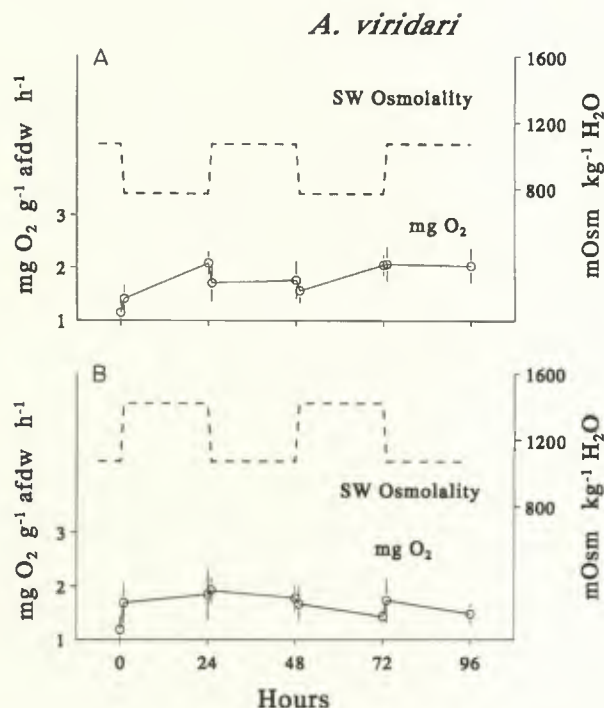 A. viridari
A
1600
SW Osmolality
1200
mg O₂ g⁻¹ afdw h⁻¹
mOsm kg⁻¹ H₂O
800
3
mg O₂
2
1
B
1600
1200
SW Osmolality
mg O₂ g⁻¹ afdw h⁻¹
mOsm kg⁻¹ H₂O
800
3
mg O₂
2
1
0 24 48 72 96
Hours